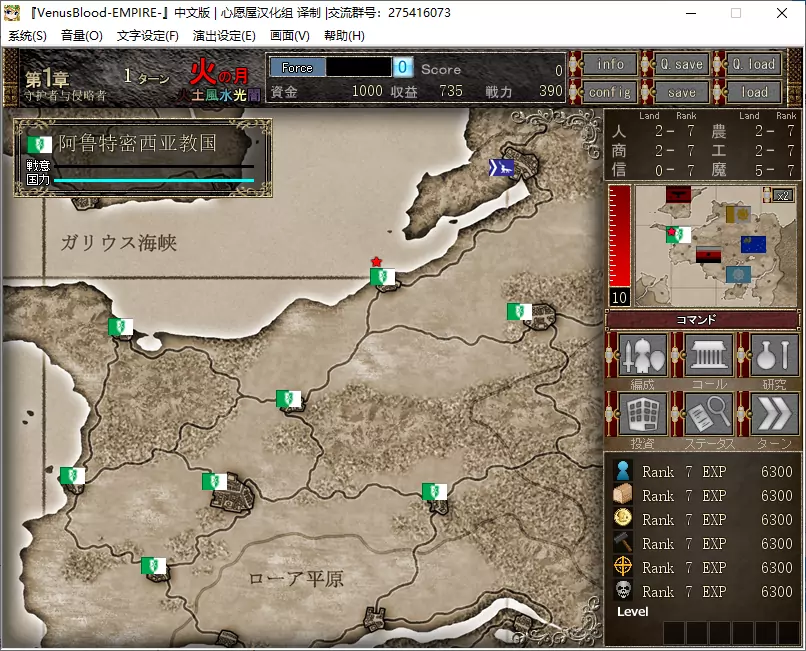 『VenusBlood-EMPIRE-』中文版 | 心愿屋汉化组 译制 |交流群号：275416073
系统(S) 音量(O) 文字设定(F) 演出设定(E) 画面(V) 帮助(H)
第1章 1ターン 火の月
守护者与侵略者 火土風水光闇
Force 0 Score 0
資金 1000 収益 735 戦力 390
info Q.save Q.load
config save load
阿鲁特密西亚教国
戦意
国力
ガリウス海峡
ローア平原
Land Rank Land Rank
人 2- 7 農 2- 7
商 2- 7 工 2- 7
信 0- 7 魔 5- 7
x2
10
コマンド
編成 コール 研究
投資 ステータス ターン
Rank 7 EXP 6300
Rank 7 EXP 6300
Rank 7 EXP 6300
Rank 7 EXP 6300
Rank 7 EXP 6300
Rank 7 EXP 6300
Level